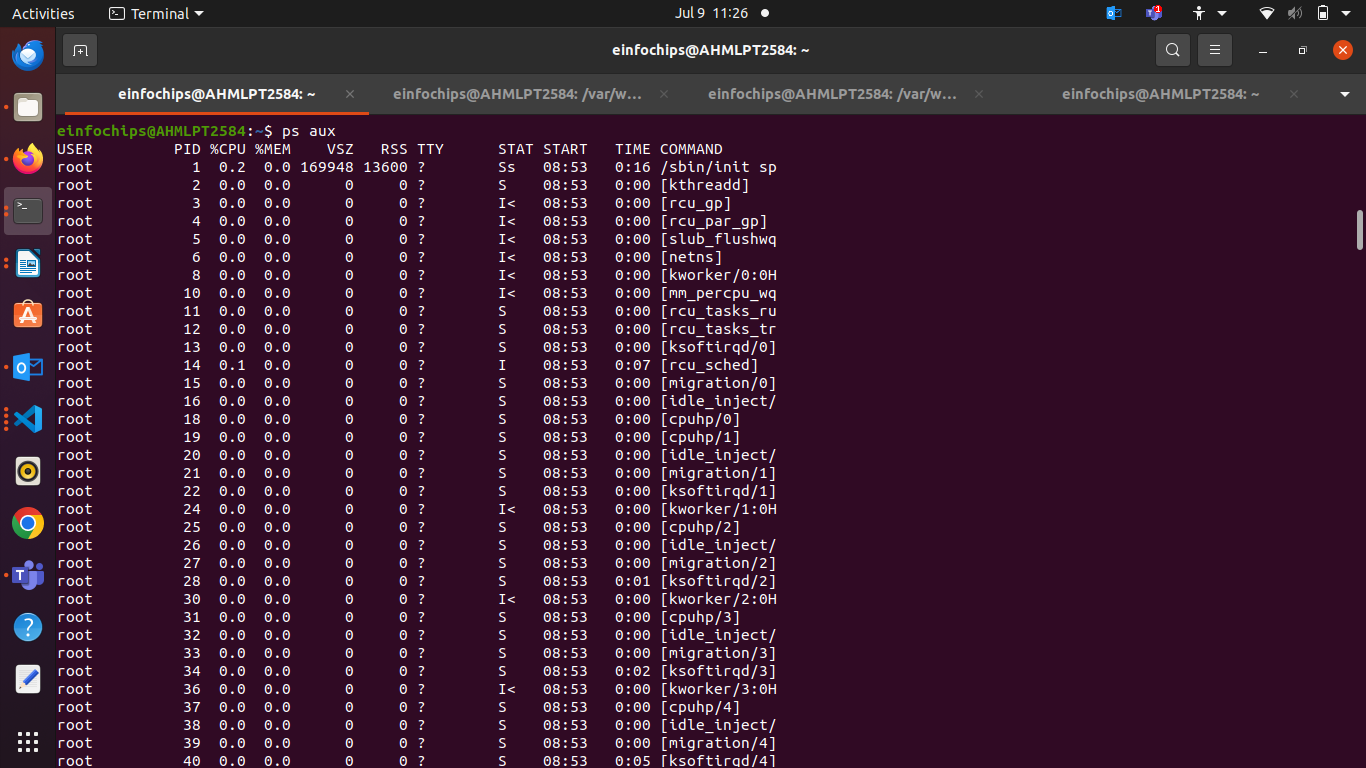 Activities Terminal Jul 9 11:26 1
einfochips@AHMLPT2584: ~
einfochips@AHMLPT2584: ~ einfochips@AHMLPT2584: /var/w... einfochips@AHMLPT2584: /var/w... einfochips@AHMLPT2584: ~
einfochips@AHMLPT2584:~$ ps aux
USER PID %CPU %MEM VSZ RSS TTY STAT START TIME COMMAND
root 1 0.2 0.0 169948 13600 ? Ss 08:53 0:16 /sbin/init sp
root 2 0.0 0.0 0 0 ? S 08:53 0:00 [kthreadd]
root 3 0.0 0.0 0 0 ? I< 08:53 0:00 [rcu_gp]
root 4 0.0 0.0 0 0 ? I< 08:53 0:00 [rcu_par_gp]
root 5 0.0 0.0 0 0 ? I< 08:53 0:00 [slub_flushwq
root 6 0.0 0.0 0 0 ? I< 08:53 0:00 [netns]
root 8 0.0 0.0 0 0 ? I< 08:53 0:00 [kworker/0:0H
root 10 0.0 0.0 0 0 ? I< 08:53 0:00 [mm_percpu_wq
root 11 0.0 0.0 0 0 ? S 08:53 0:00 [rcu_tasks_ru
root 12 0.0 0.0 0 0 ? S 08:53 0:00 [rcu_tasks_tr
root 13 0.0 0.0 0 0 ? S 08:53 0:00 [ksoftirqd/0]
root 14 0.1 0.0 0 0 ? I 08:53 0:07 [rcu_sched]
root 15 0.0 0.0 0 0 ? S 08:53 0:00 [migration/0]
root 16 0.0 0.0 0 0 ? S 08:53 0:00 [idle_inject/
root 18 0.0 0.0 0 0 ? S 08:53 0:00 [cpuhp/0]
root 19 0.0 0.0 0 0 ? S 08:53 0:00 [cpuhp/1]
root 20 0.0 0.0 0 0 ? S 08:53 0:00 [idle_inject/
root 21 0.0 0.0 0 0 ? S 08:53 0:00 [migration/1]
root 22 0.0 0.0 0 0 ? S 08:53 0:00 [ksoftirqd/1]
root 24 0.0 0.0 0 0 ? I< 08:53 0:00 [kworker/1:0H
root 25 0.0 0.0 0 0 ? S 08:53 0:00 [cpuhp/2]
root 26 0.0 0.0 0 0 ? S 08:53 0:00 [idle_inject/
root 27 0.0 0.0 0 0 ? S 08:53 0:00 [migration/2]
root 28 0.0 0.0 0 0 ? S 08:53 0:01 [ksoftirqd/2]
root 30 0.0 0.0 0 0 ? I< 08:53 0:00 [kworker/2:0H
root 31 0.0 0.0 0 0 ? S 08:53 0:00 [cpuhp/3]
root 32 0.0 0.0 0 0 ? S 08:53 0:00 [idle_inject/
root 33 0.0 0.0 0 0 ? S 08:53 0:00 [migration/3]
root 34 0.0 0.0 0 0 ? S 08:53 0:02 [ksoftirqd/3]
root 36 0.0 0.0 0 0 ? I< 08:53 0:00 [kworker/3:0H
root 37 0.0 0.0 0 0 ? S 08:53 0:00 [cpuhp/4]
root 38 0.0 0.0 0 0 ? S 08:53 0:00 [idle_inject/
root 39 0.0 0.0 0 0 ? S 08:53 0:00 [migration/4]
root 40 0.0 0.0 0 0 ? S 08:53 0:05 [ksoftirqd/4]